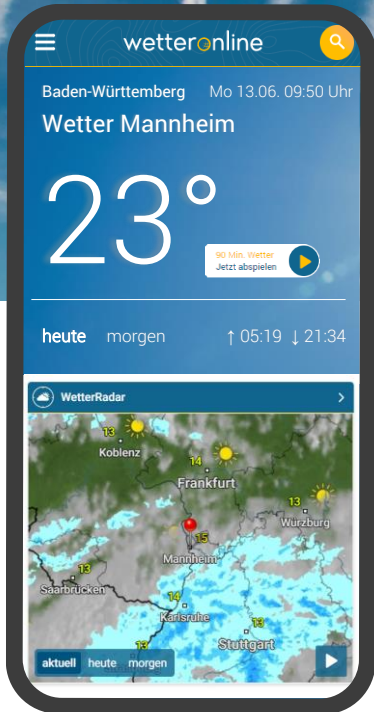 wetteronline
Baden-Württemberg Mo 13.06. 09:50 Uhr
Wetter Mannheim
23°
90 Min. Wetter
Jetzt abspielen
heute morgen ↑ 05:19 ↓ 21:34
WetterRadar
13
Koblenz
14
Frankfurt
13
Würzburg
15
Mannheim
13
Saarbrücken
14
Karlsruhe
13
Stuttgart
13
aktuell heute morgen